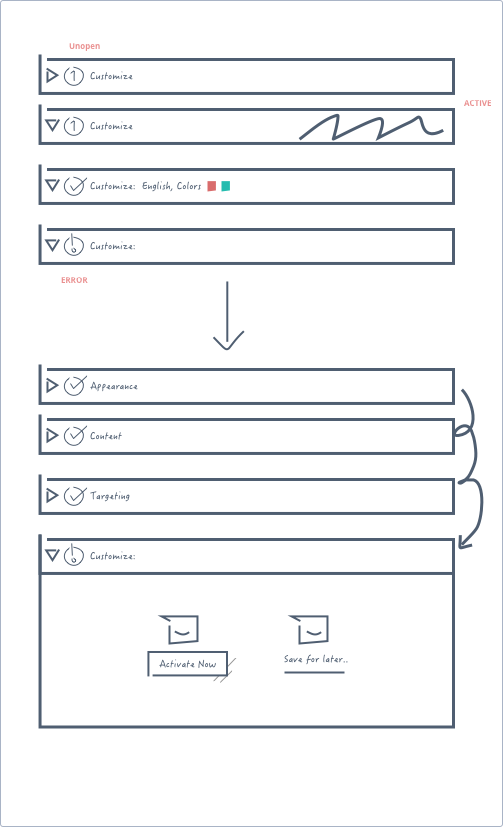 Unopen
1 Customize
ACTIVE
1 Customize
Customize: English, Colors
! Customize:
ERROR
Appearance
Content
Targeting
! Customize:
Activate Now
Save for later..